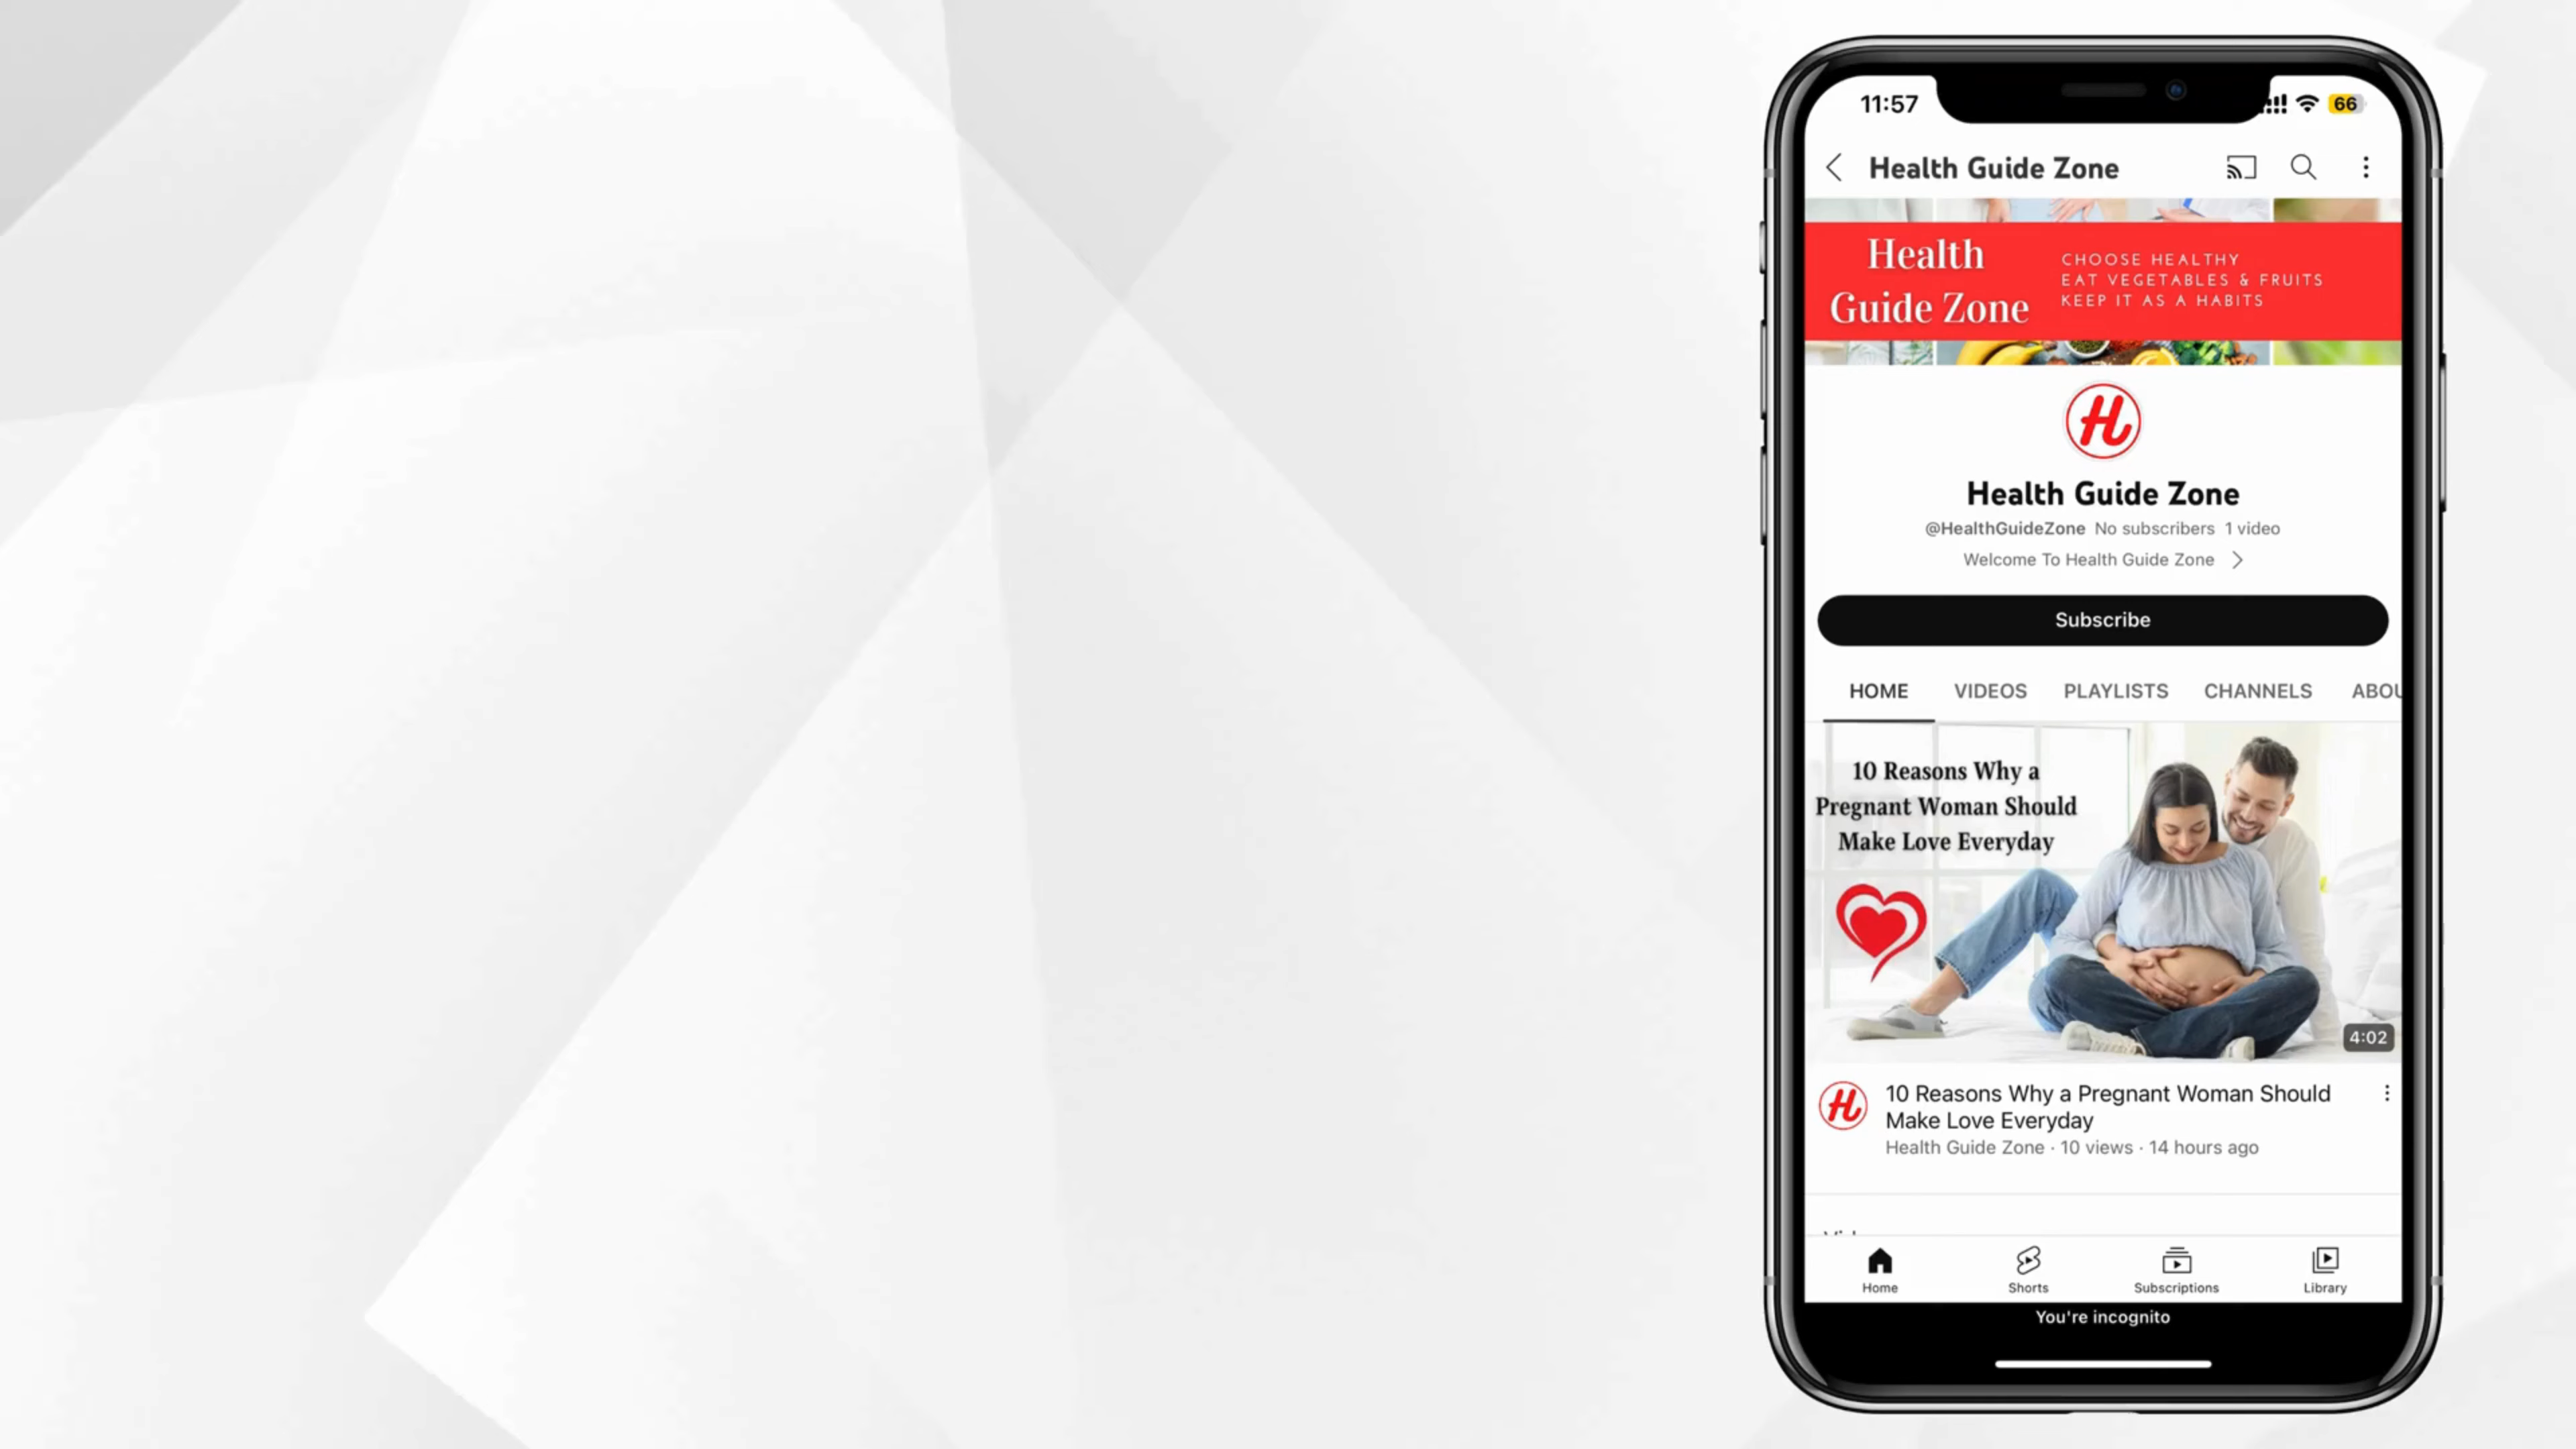 11:57
66
Health Guide Zone
Health
Guide Zone
CHOOSE HEALTHY
EAT VEGETABLES & FRUITS
KEEP IT AS A HABITS
H
Health Guide Zone
@HealthGuideZone No subscribers 1 video
Welcome To Health Guide Zone
Subscribe
HOME VIDEOS PLAYLISTS CHANNELS ABOU
10 Reasons Why a
Pregnant Woman Should
Make Love Everyday
4:02
H
10 Reasons Why a Pregnant Woman Should
Make Love Everyday
Health Guide Zone · 10 views · 14 hours ago
Home Shorts Subscriptions Library
You're incognito